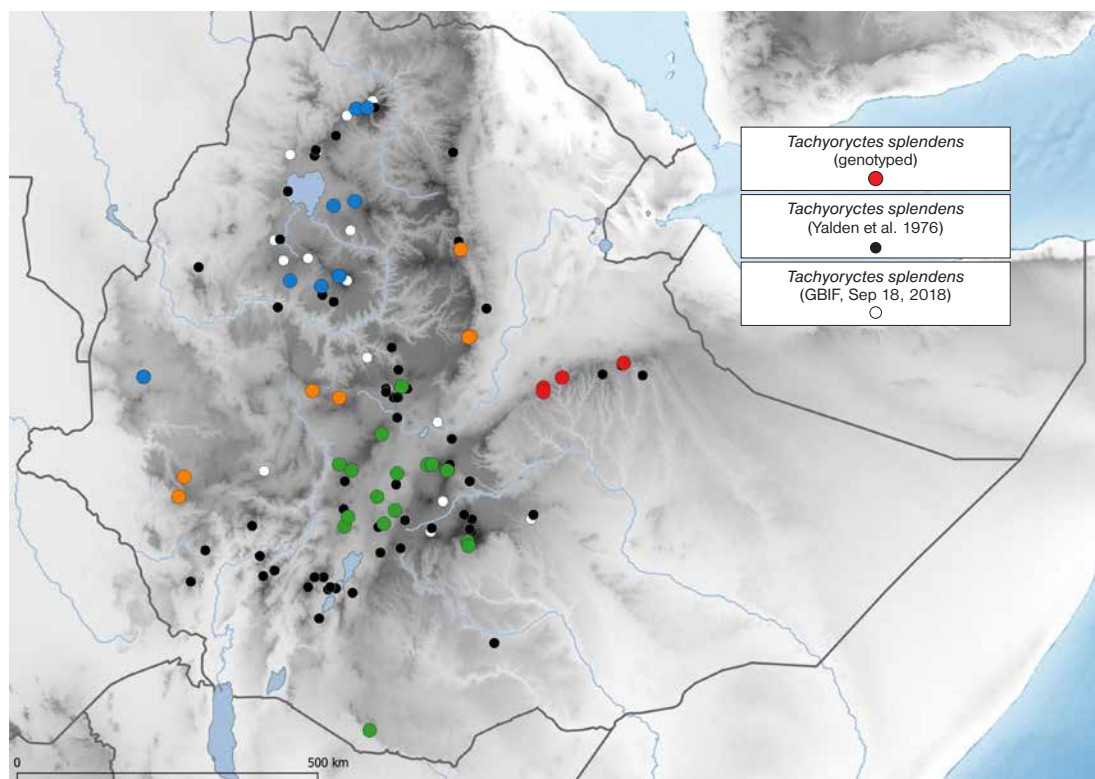 Tachyoryctes splendens
(genotyped)
Tachyoryctes splendens
(Yalden et al. 1976)
Tachyoryctes splendens
(GBIF, Sep 18, 2018)
0
500 km